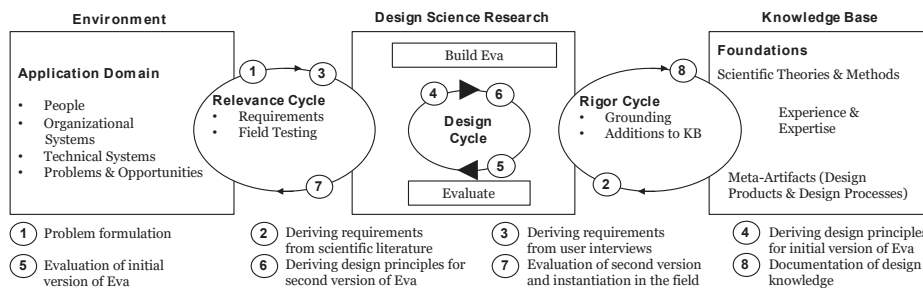 Environment
Design Science Research
Knowledge Base
Application Domain
• People
• Organizational
Systems
• Technical Systems
• Problems & Opportunities
1
3
Relevance Cycle
• Requirements
• Field Testing
7
Build Eva
4
6
Design
Cycle
5
Evaluate
8
Rigor Cycle
• Grounding
• Additions to KB
2
Foundations
Scientific Theories & Methods
Experience &
Expertise
Meta-Artifacts (Design
Products & Design Processes)
1 Problem formulation
2 Deriving requirements
from scientific literature
3 Deriving requirements
from user interviews
4 Deriving design principles
for initial version of Eva
5 Evaluation of initial
version of Eva
6 Deriving design principles for
second version of Eva
7 Evaluation of second version
and instantiation in the field
8 Documentation of design
knowledge